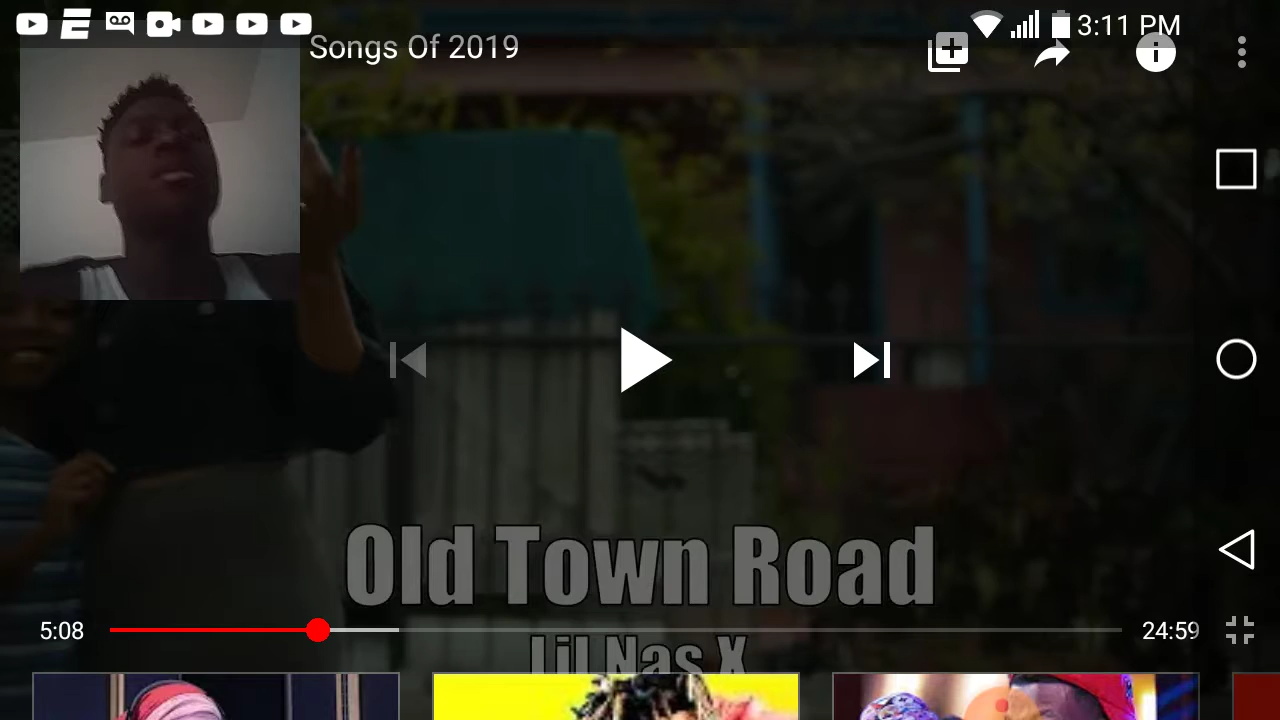 3:11 PM
Songs Of 2019
Old Town Road
5:08
24:59
Lil Nas X